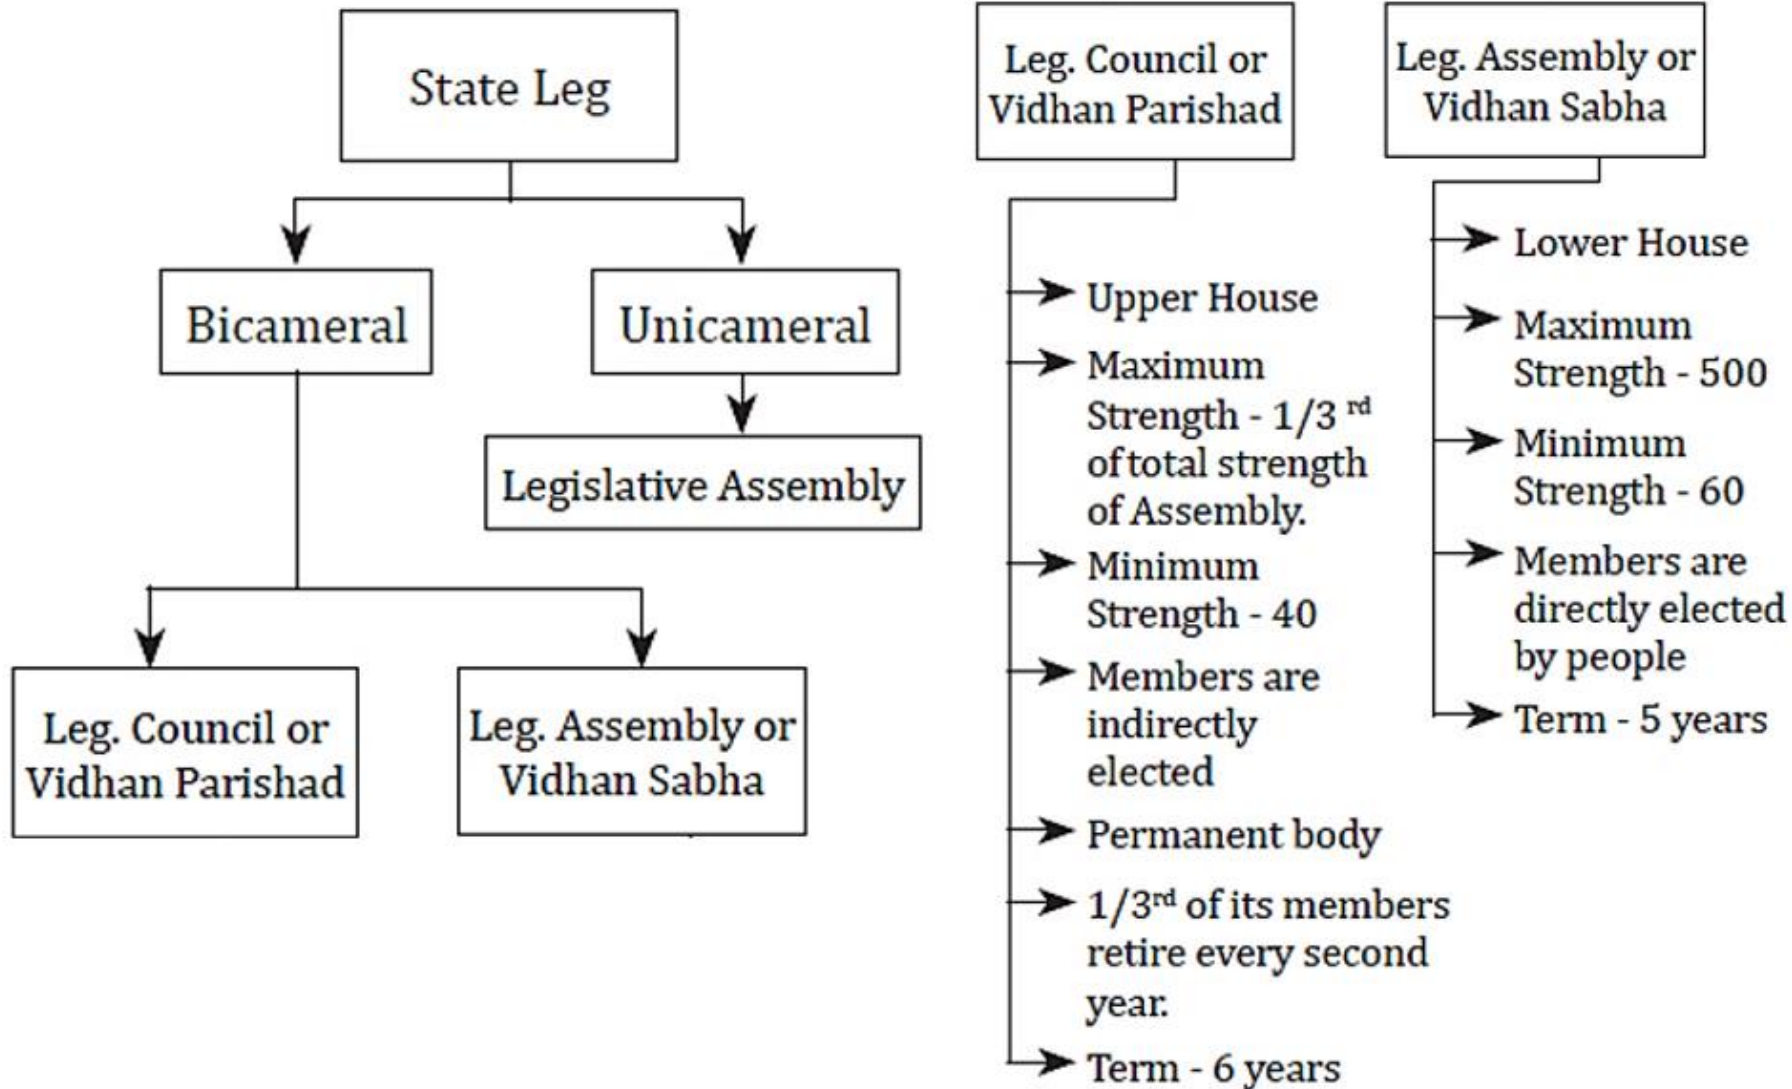 State Leg
Bicameral
Unicameral
Legislative Assembly
Leg. Council or
Vidhan Parishad
Leg. Assembly or
Vidhan Sabha
Leg. Council or
Vidhan Parishad
Upper House
Maximum
Strength - 1/3 rd
of total strength
of Assembly.
Minimum
Strength - 40
Members are
indirectly
elected
Permanent body
1/3rd of its members
retire every second
year.
Term - 6 years
Leg. Assembly or
Vidhan Sabha
Lower House
Maximum
Strength - 500
Minimum
Strength - 60
Members are
directly elected
by people
Term - 5 years